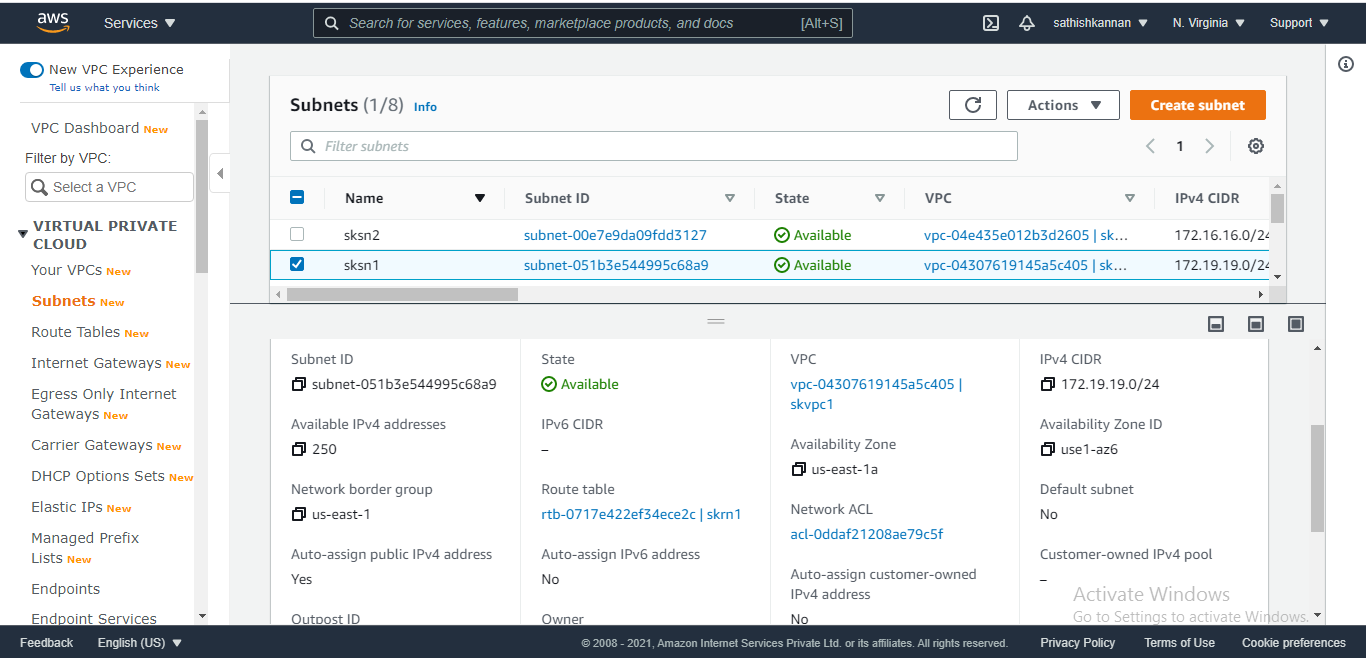 aws
Services
Search for services, features, marketplace products, and docs
[Alt+S]
sathishkannan
N. Virginia
Support
New VPC Experience
Tell us what you think
VPC Dashboard New
Filter by VPC:
Select a VPC
VIRTUAL PRIVATE
CLOUD
Your VPCs New
Subnets New
Route Tables New
Internet Gateways New
Egress Only Internet
Gateways New
Carrier Gateways New
DHCP Options Sets New
Elastic IPs New
Managed Prefix
Lists New
Endpoints
Endpoint Services
Subnets (1/8) Info
Actions
Create subnet
Filter subnets
1
Name
Subnet ID
State
VPC
IPv4 CIDR
sksn2
subnet-00e7e9da09fdd3127
Available
vpc-04e435e012b3d2605 | sk...
172.16.16.0/24
sksn1
subnet-051b3e544995c68a9
Available
vpc-04307619145a5c405 | sk...
172.19.19.0/24
Subnet ID
subnet-051b3e544995c68a9
State
Available
VPC
vpc-04307619145a5c405 |
skvpc1
IPv4 CIDR
172.19.19.0/24
Available IPv4 addresses
250
IPv6 CIDR
–
Availability Zone
us-east-1a
Availability Zone ID
use1-az6
Network border group
us-east-1
Route table
rtb-0717e422ef34ece2c | skrn1
Network ACL
acl-0ddaf21208ae79c5f
Default subnet
No
Auto-assign public IPv4 address
Yes
Auto-assign IPv6 address
No
Auto-assign customer-owned
IPv4 address
No
Customer-owned IPv4 pool
–
Outpost ID
Owner
Activate Windows
Go to Settings to activate Windows.
Feedback
English (US)
© 2008 - 2021, Amazon Internet Services Private Ltd. or its affiliates. All rights reserved.
Privacy Policy
Terms of Use
Cookie preferences